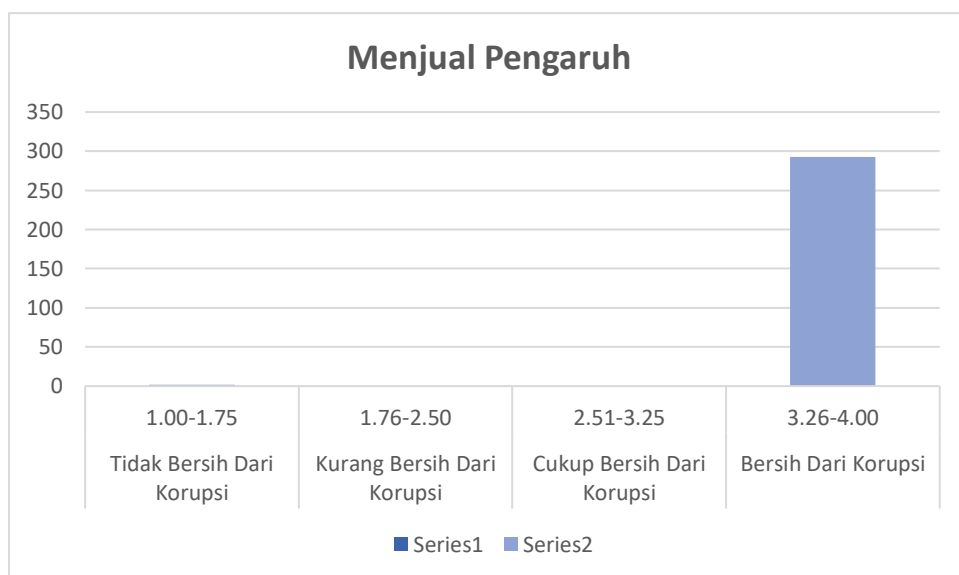 Menjual Pengaruh
350
300
250
200
150
100
50
0
1.00-1.75 1.76-2.50 2.51-3.25 3.26-4.00
Tidak Bersih Dari Kurang Bersih Dari Cukup Bersih Dari Bersih Dari Korupsi
Korupsi Korupsi Korupsi
Series1 Series2